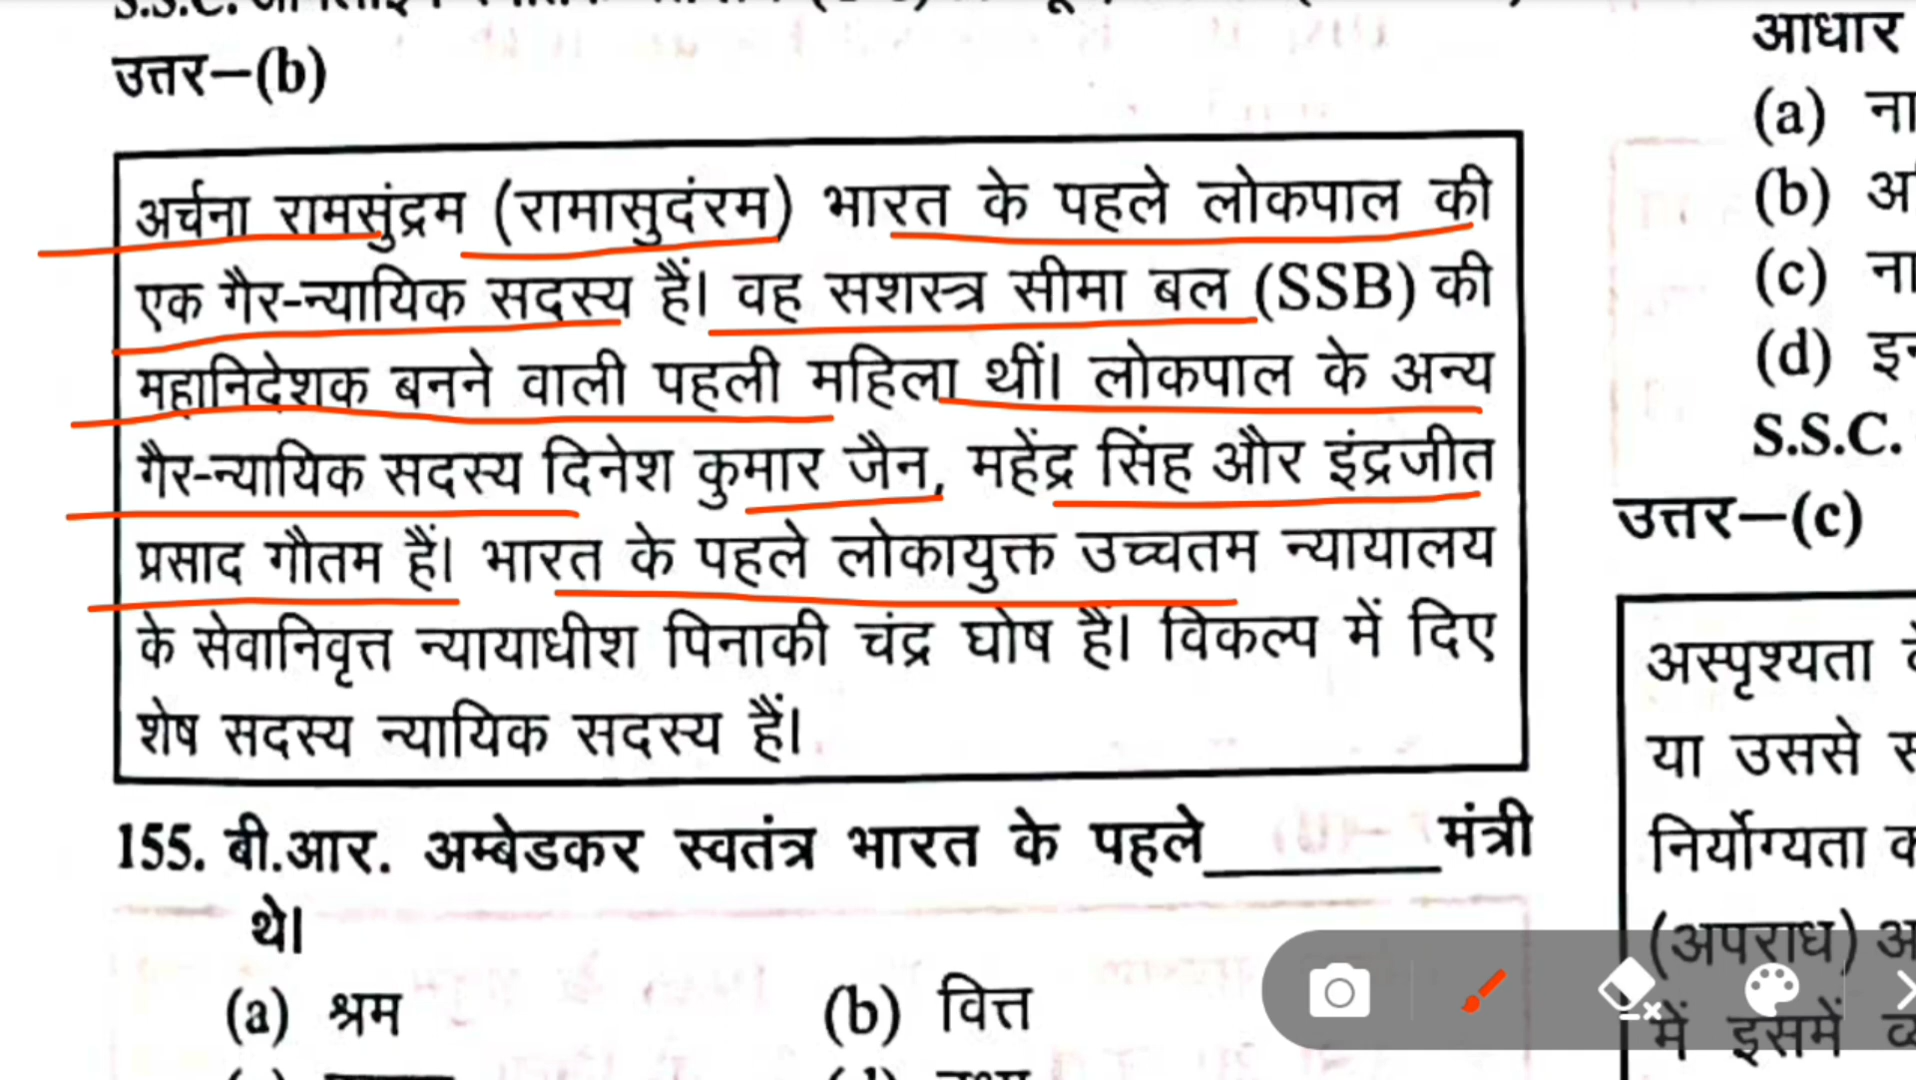 उत्तर–(b)
अर्चना रामसुंद्रम (रामासुदंरम) भारत के पहले लोकपाल की
एक गैर-न्यायिक सदस्य हैं। वह सशस्त्र सीमा बल (SSB) की
महानिदेशक बनने वाली पहली महिला थीं। लोकपाल के अन्य
गैर-न्यायिक सदस्य दिनेश कुमार जैन, महेंद्र सिंह और इंद्रजीत
प्रसाद गौतम हैं। भारत के पहले लोकायुक्त उच्चतम न्यायालय
के सेवानिवृत्त न्यायाधीश पिनाकी चंद्र घोष हैं। विकल्प में दिए
शेष सदस्य न्यायिक सदस्य हैं।
155. बी.आर. अम्बेडकर स्वतंत्र भारत के पहले______मंत्री
थे।
(a) श्रम (b) वित्त
आधार
(a)
(b)
(c)
(d)
S.S.C.
उत्तर–(c)
अस्पृश्यता
या उससे
निर्योग्यता
(अपराध)
में इसमें